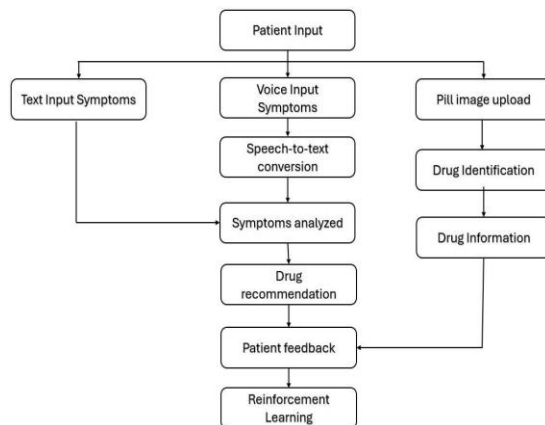 Patient Input
Text Input Symptoms
Voice Input
Symptoms
Pill image upload
Speech-to-text
conversion
Drug Identification
Symptoms analyzed
Drug Information
Drug
recommendation
Patient feedback
Reinforcement
Learning